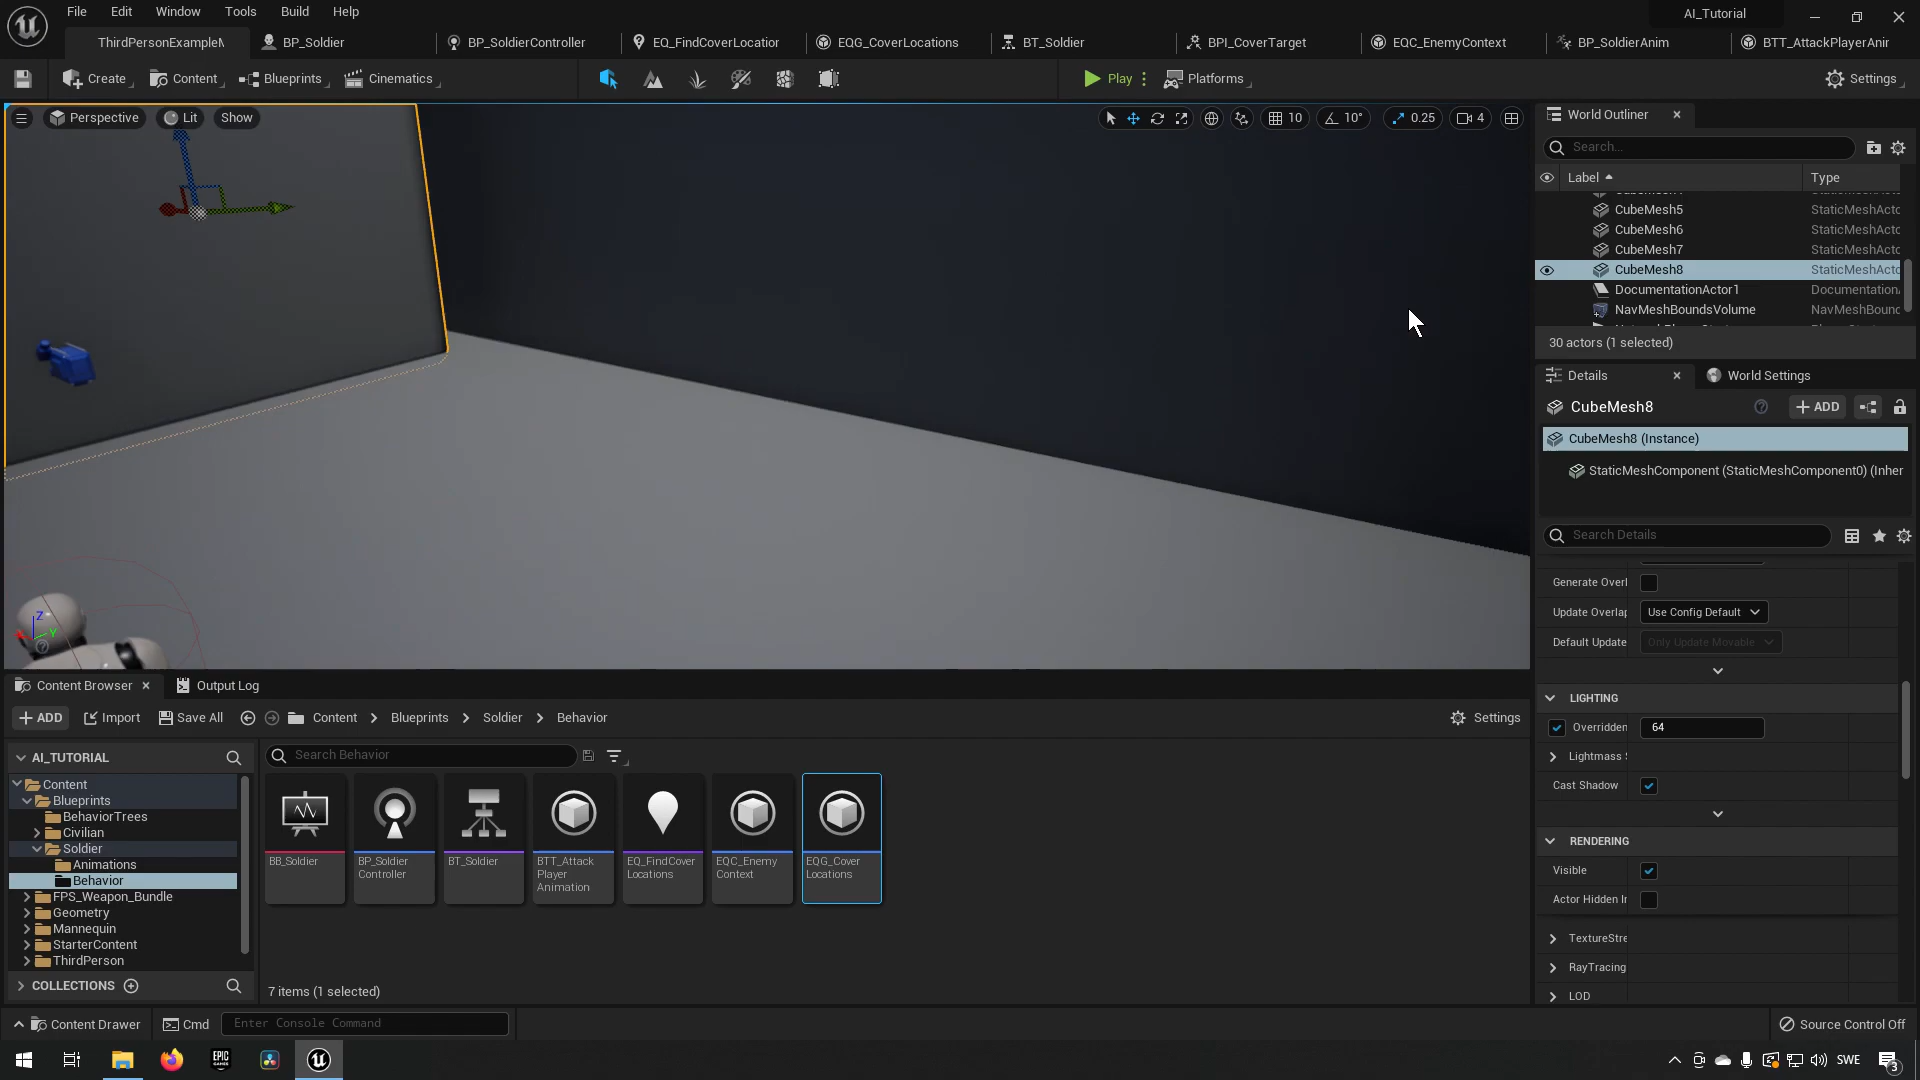 File Edit Window Tools Build Help
AI_Tutorial
ThirdPersonExampleM
BP_Soldier
BP_SoldierController
EQ_FindCoverLocatior
EQG_CoverLocations
BT_Soldier
BPI_CoverTarget
EQC_EnemyContext
BP_SoldierAnim
BTT_AttackPlayerAnir
Create
Content
Blueprints
Cinematics
Play
Platforms
Settings
Perspective
Lit
Show
10
10°
0.25
4
World Outliner
Search...
Label
Type
CubeMesh5 StaticMeshActo
CubeMesh6 StaticMeshActo
CubeMesh7 StaticMeshActo
CubeMesh8 StaticMeshActo
DocumentationActor1 Documentation
NavMeshBoundsVolume NavMeshBound
30 actors (1 selected)
Details
World Settings
CubeMesh8
+ ADD
CubeMesh8 (Instance)
StaticMeshComponent (StaticMeshComponent0) (Inher
Search Details
Generate Overl
Update Overlap Use Config Default
Default Update Only Update Movable
LIGHTING
Overridden 64
Lightmass S
Cast Shadow
RENDERING
Visible
Actor Hidden In
TextureStre
RayTracing
LOD
Z
X
Y
Content Browser
Output Log
+ ADD
Import
Save All
Content > Blueprints > Soldier > Behavior
Settings
AI_TUTORIAL
Content
Blueprints
BehaviorTrees
Civilian
Soldier
Animations
Behavior
FPS_Weapon_Bundle
Geometry
Mannequin
StarterContent
ThirdPerson
COLLECTIONS
Search Behavior
BB_Soldier
BP_Soldier
Controller
BT_Soldier
BTT_Attack
Player
Animation
EQ_FindCover
Locations
EQC_Enemy
Context
EQG_Cover
Locations
7 items (1 selected)
Content Drawer
Cmd
Enter Console Command
Source Control Off
EPIC
GAMES
SWE
3